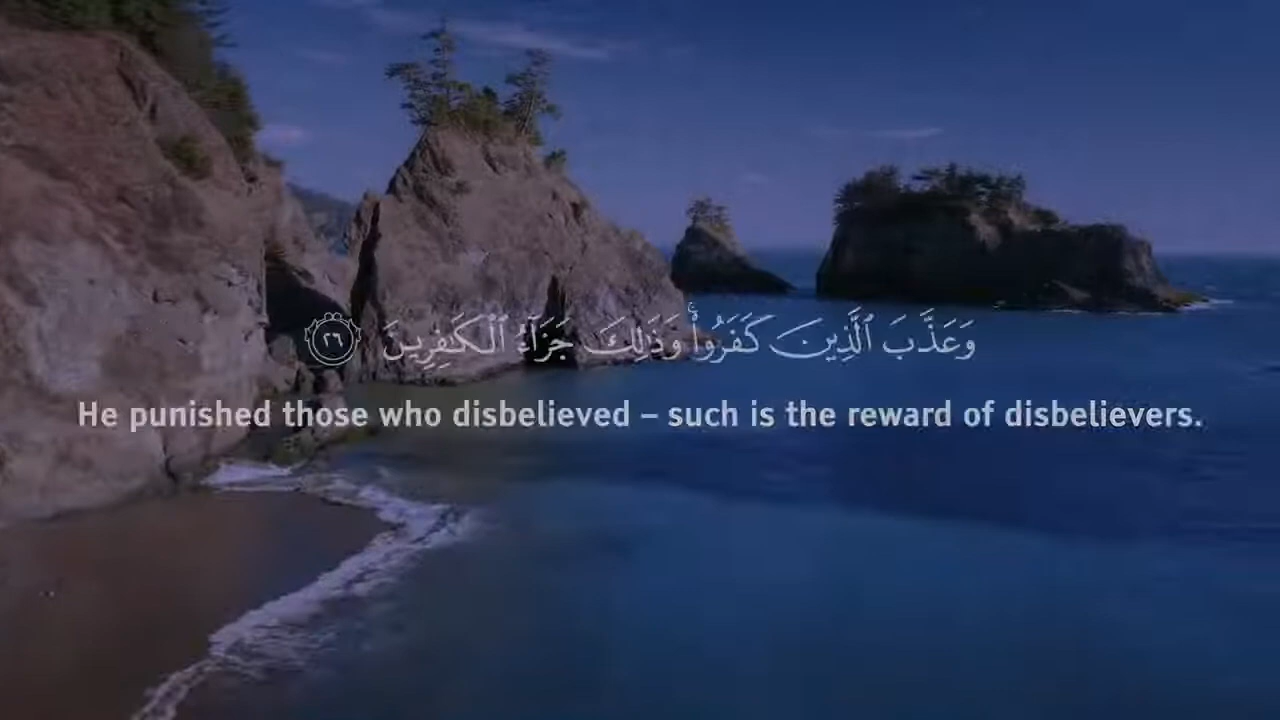 وَعَذَّبَ ٱلَّذِينَ كَفَرُوا۟ۚ وَذَٰلِكَ جَزَآءُ ٱلْكَـٰفِرِينَ ٢٦
He punished those who disbelieved – such is the reward of disbelievers.